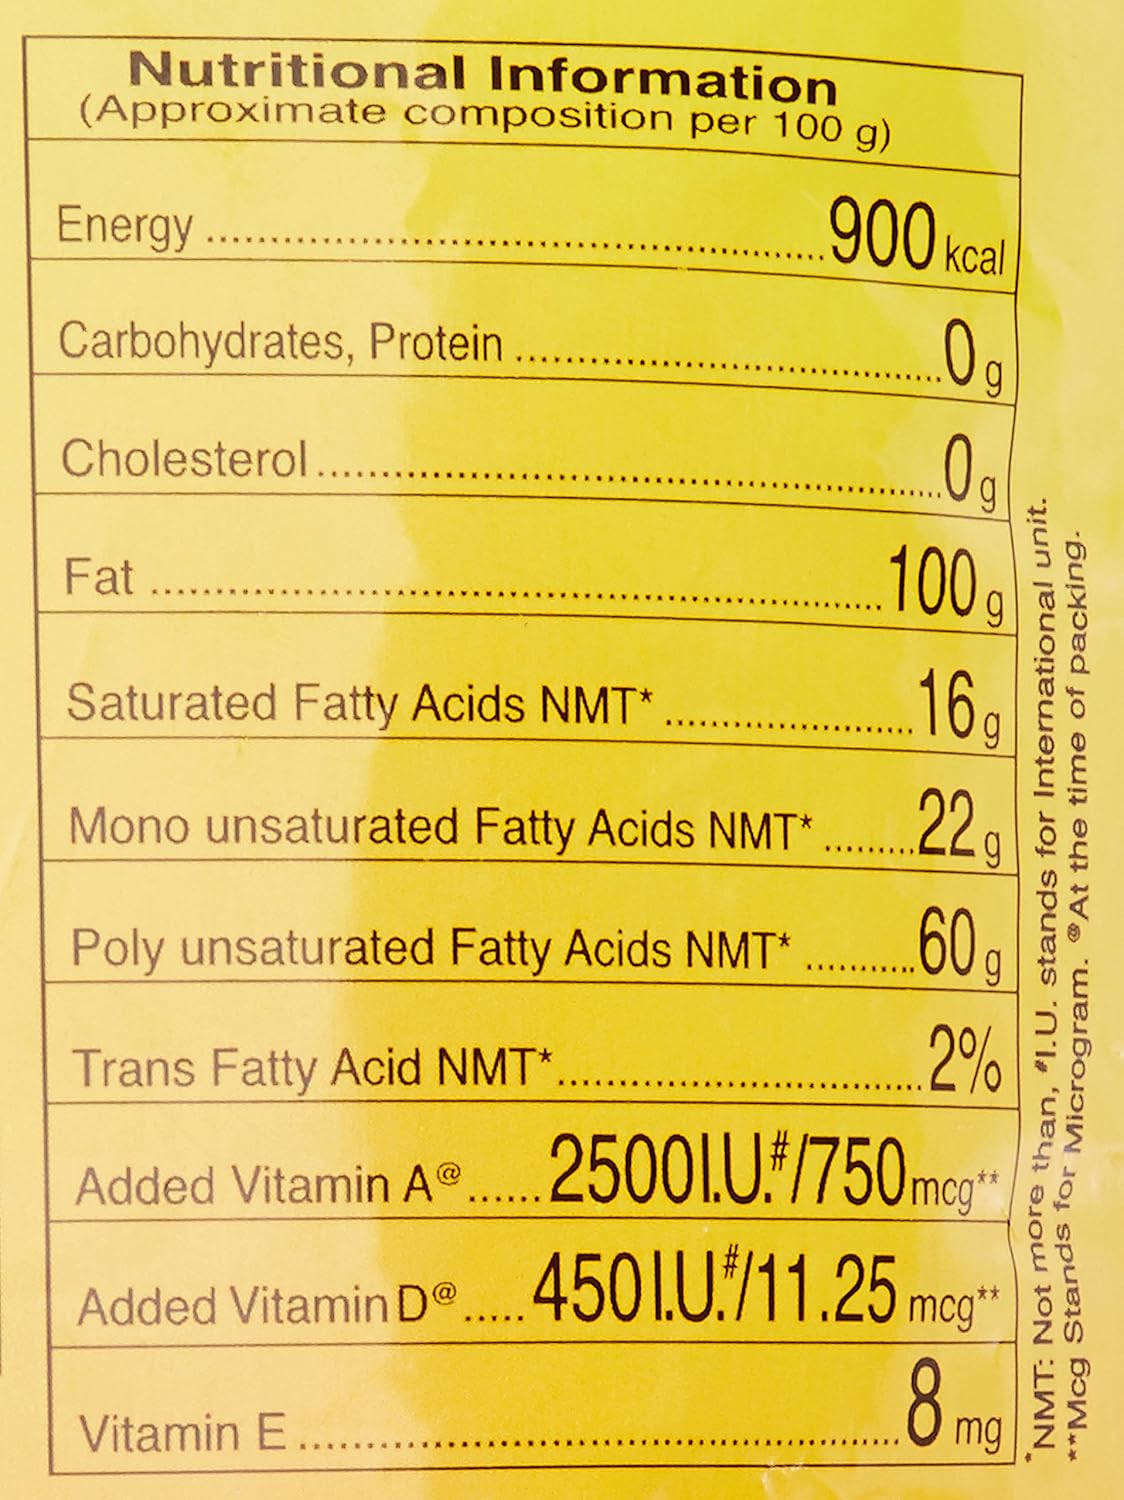 Nutritional Information
(Approximate composition per 100 g)
Energy ........ 900 kcal
Carbohydrates, Protein ........ 0 g
Cholesterol ........ 0 g
Fat ........ 100 g
Saturated Fatty Acids NMT* ........ 16 g
Mono unsaturated Fatty Acids NMT* ........ 22 g
Poly unsaturated Fatty Acids NMT* ........ 60 g
Trans Fatty Acid NMT* ........ 2%
Added Vitamin A@ ...... 2500I.U.#/750 mcg**
Added Vitamin D@ ..... 450 I.U.#/11.25 mcg**
Vitamin E ........ 8 mg
*NMT: Not more than, #I.U. stands for International unit.
**Mcg Stands for Microgram. @At the time of packing.